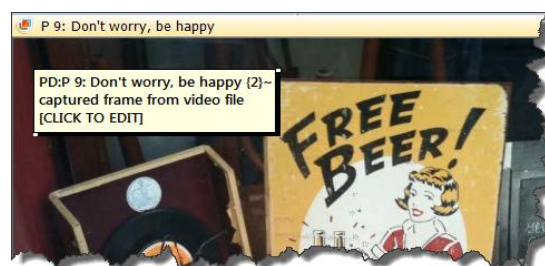 P 9: Don't worry, be happy
PD:P 9: Don't worry, be happy {2}~
captured frame from video file
[CLICK TO EDIT]
FREE
BEER!